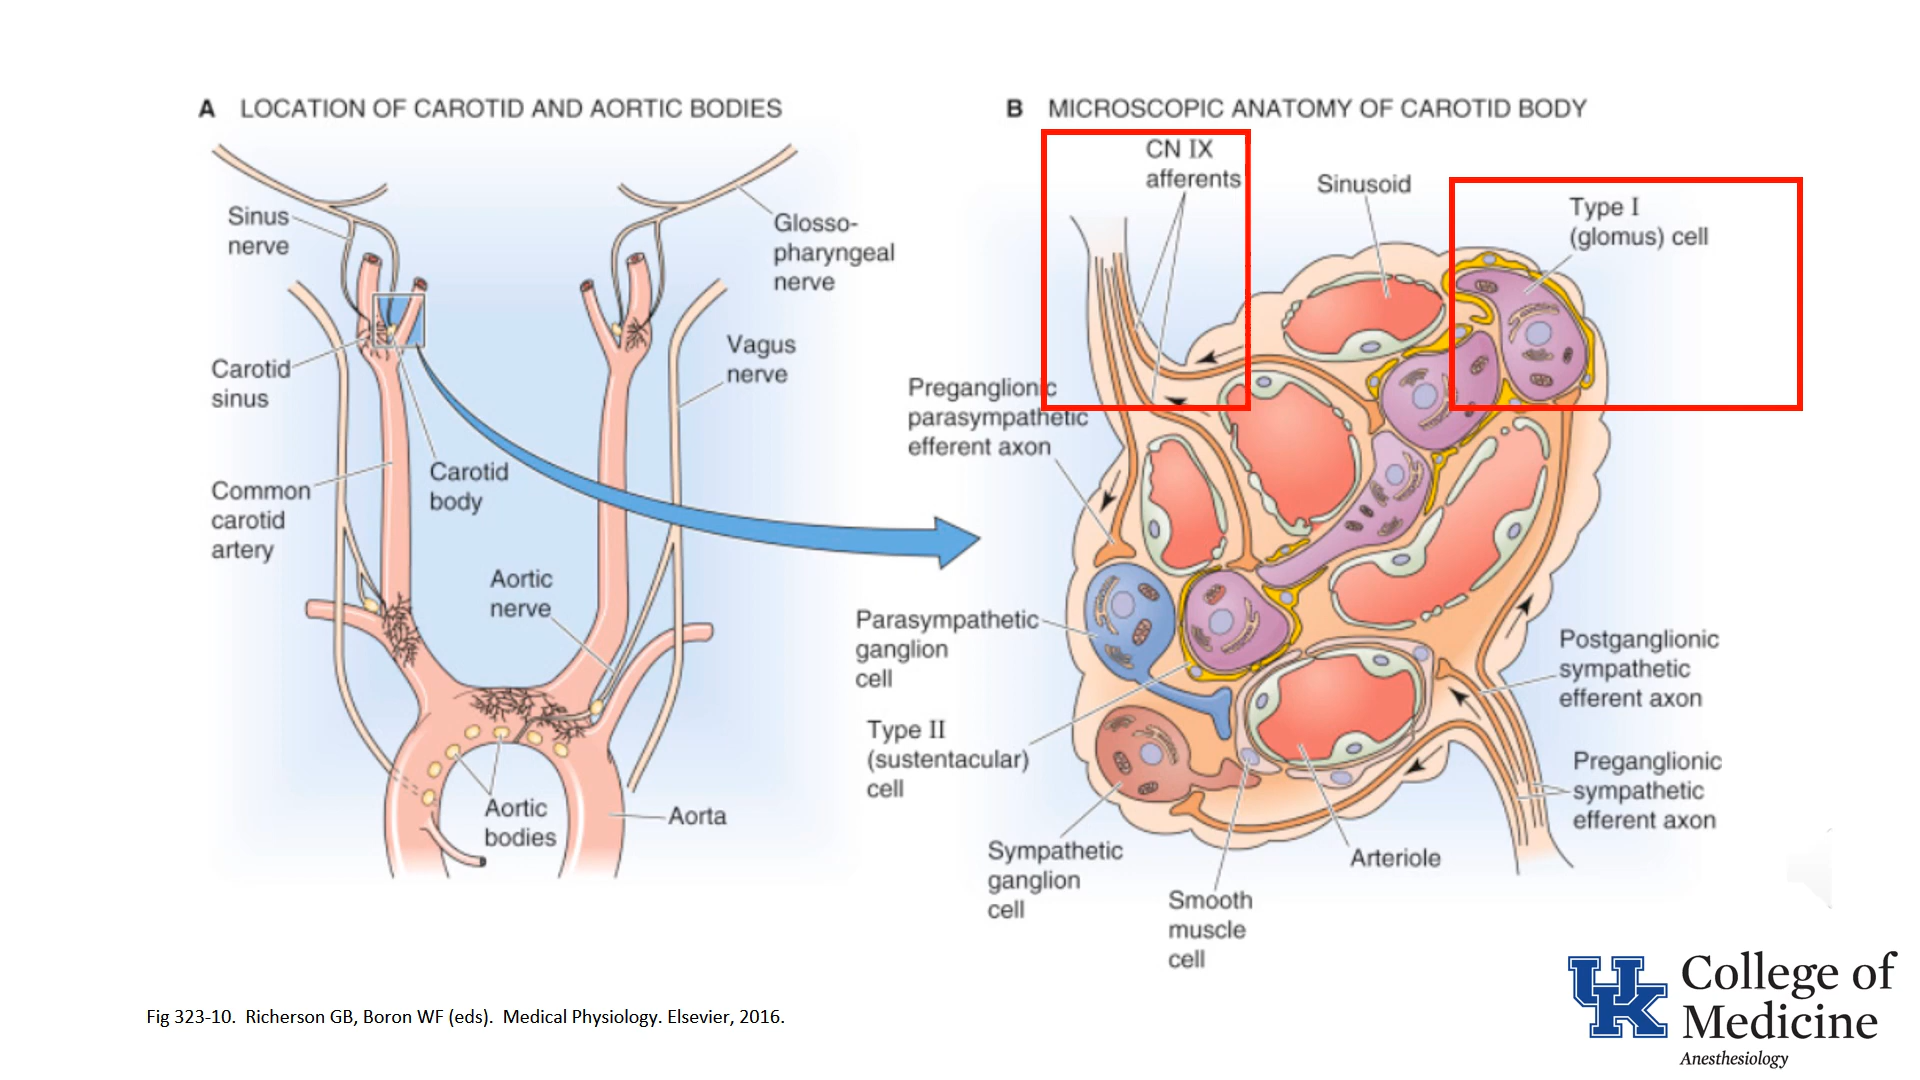 A LOCATION OF CAROTID AND AORTIC BODIES
Sinus
nerve
Glosso-
pharyngeal
nerve
Carotid
sinus
Vagus
nerve
Common
carotid
artery
Carotid
body
Aortic
nerve
Aortic
bodies
Aorta
B MICROSCOPIC ANATOMY OF CAROTID BODY
CN IX
afferents
Sinusoid
Type I
(glomus) cell
Preganglionic
parasympathetic
efferent axon
Parasympathetic
ganglion
cell
Type II
(sustentacular)
cell
Sympathetic
ganglion
cell
Smooth
muscle
cell
Arteriole
Postganglionic
sympathetic
efferent axon
Preganglionic
sympathetic
efferent axon
Fig 323-10. Richerson GB, Boron WF (eds). Medical Physiology. Elsevier, 2016.
UK
College of
Medicine
Anesthesiology